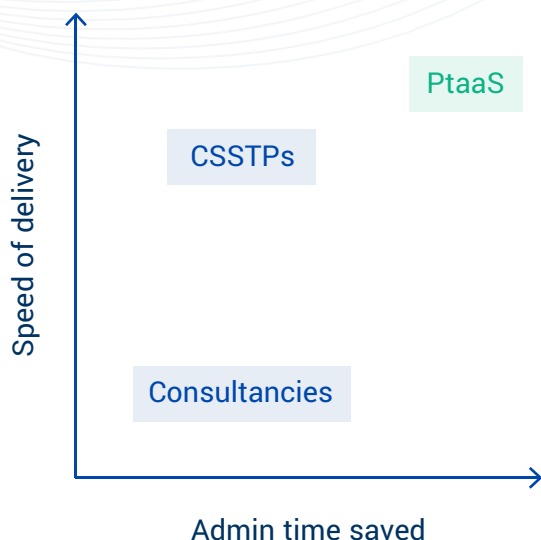 PtaaS
CSSTPs
Speed of delivery
Consultancies
Admin time saved